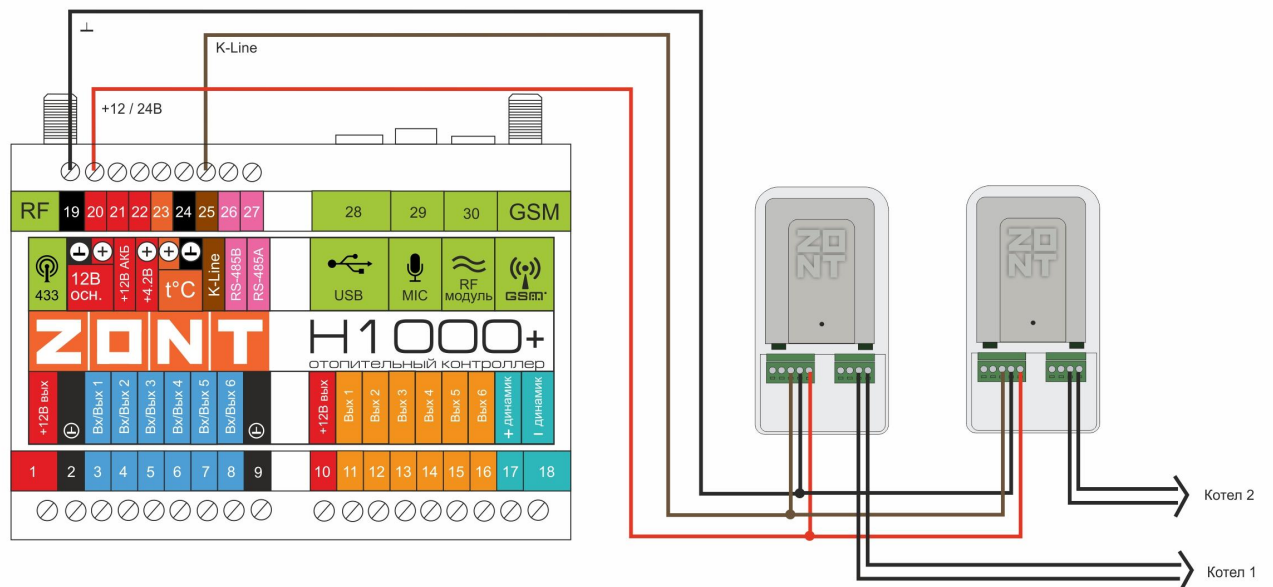 ⊥
K-Line
+12 / 24В
RF 19 20 21 22 23 24 25 26 27 28 29 30 GSM
433
12В осн.
+12В АКБ
+4.2В
t°C
K-Line
RS-485B
RS-485A
USB
MIC
RF модуль
GSM
ZONT
H1000+
отопительный контроллер
+12В вых
Вх/Вых 1
Вх/Вых 2
Вх/Вых 3
Вх/Вых 4
Вх/Вых 5
Вх/Вых 6
+12В вых
Вых 1
Вых 2
Вых 3
Вых 4
Вых 5
Вых 6
+ динамик
– динамик
1 2 3 4 5 6 7 8 9 10 11 12 13 14 15 16 17 18
ZONT
ZONT
Котел 2
Котел 1